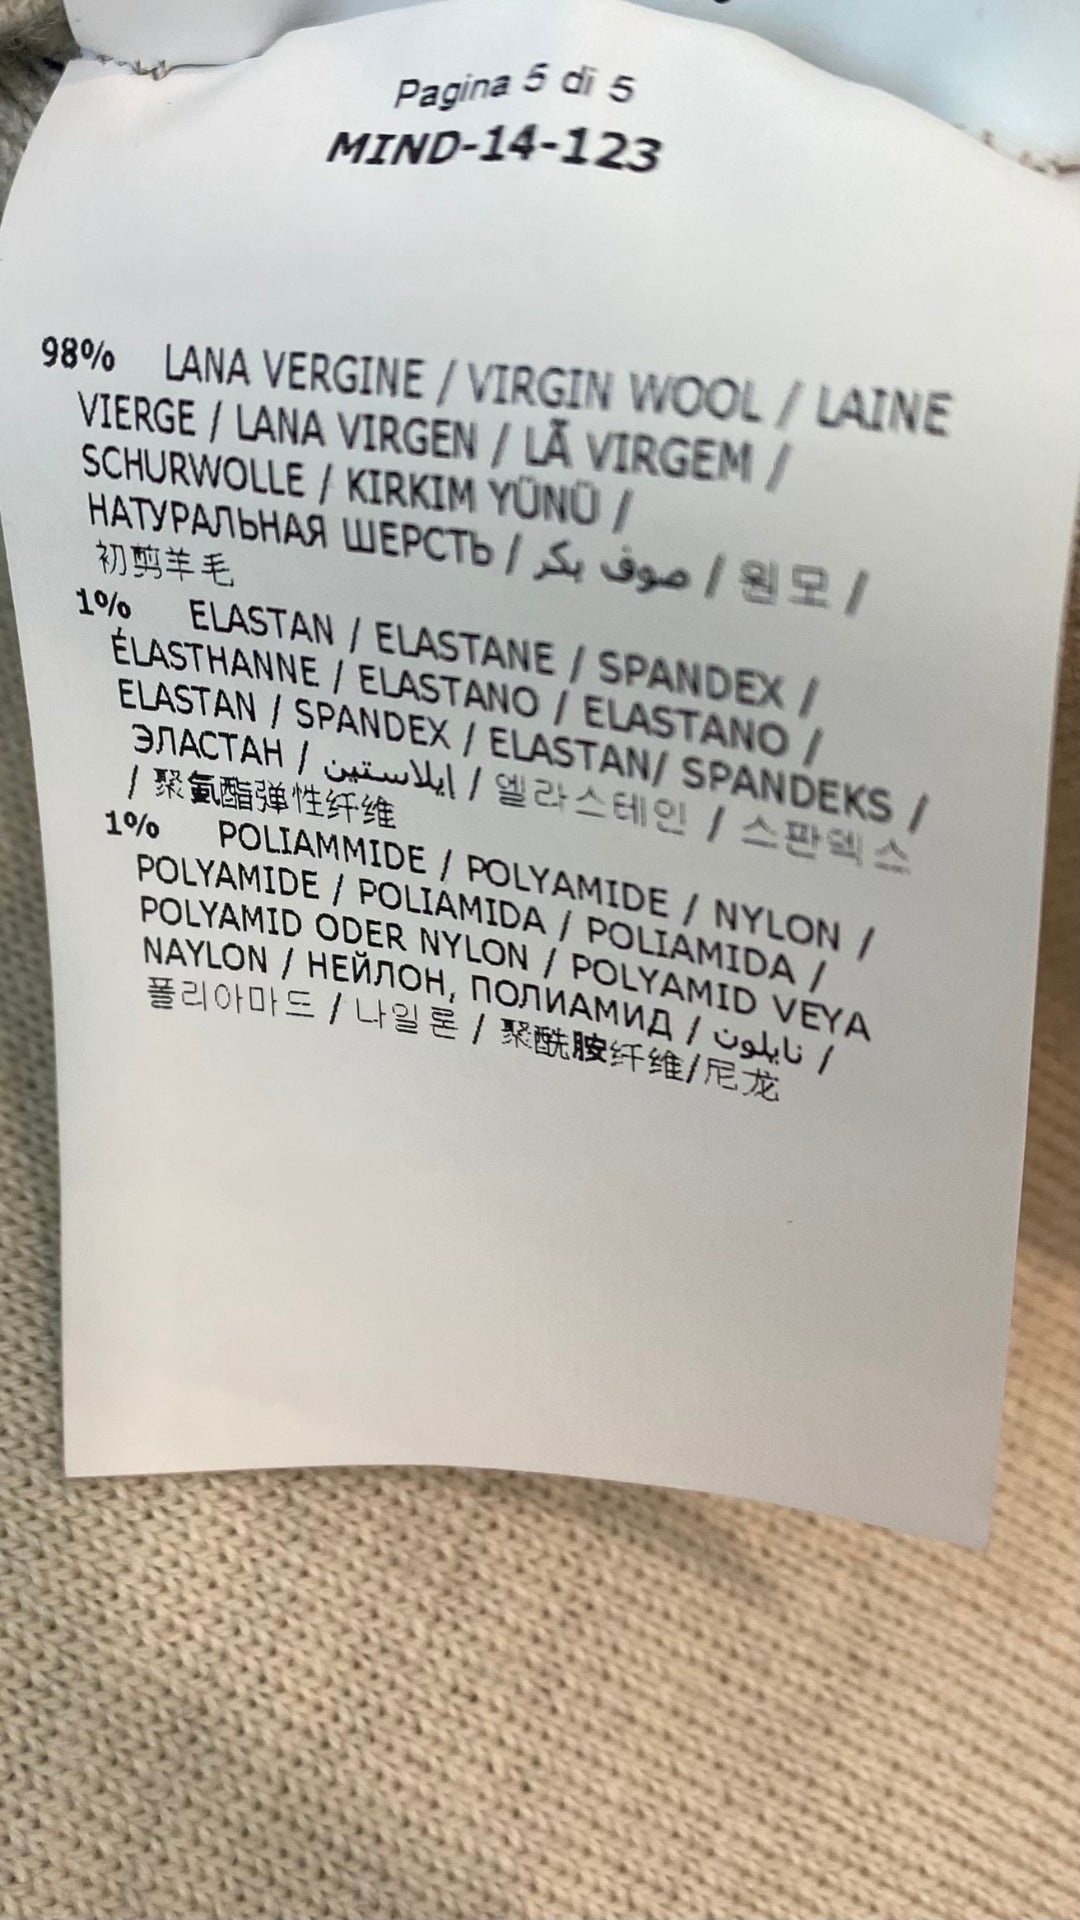 Pagina 5 di 5
MIND-14-123
98% LANA VERGINE / VIRGIN WOOL / LAINE
VIERGE / LANA VIRGEN / LÃ VIRGEM /
SCHURWOLLE / KIRKIM YÜNÜ /
НАТУРАЛЬНАЯ ШЕРСТЬ / صوف بكر / 원모 /
初剪羊毛
1% ELASTAN / ELASTANE / SPANDEX /
ÉLASTHANNE / ELASTANO / ELASTANO /
ELASTAN / SPANDEX / ELASTAN/ SPANDEKS /
ЭЛАСТАН / ايلاستين / 엘라스테인 / 스판덱스
/ 聚氨酯弹性纤维
1% POLIAMMIDE / POLYAMIDE / NYLON /
POLYAMIDE / POLIAMIDA / POLIAMIDA /
POLYAMID ODER NYLON / POLYAMID VEYA
NAYLON / НЕЙЛОН, ПОЛИАМИД / نايلون /
폴리아마드 / 나일론 / 聚酰胺纤维/尼龙